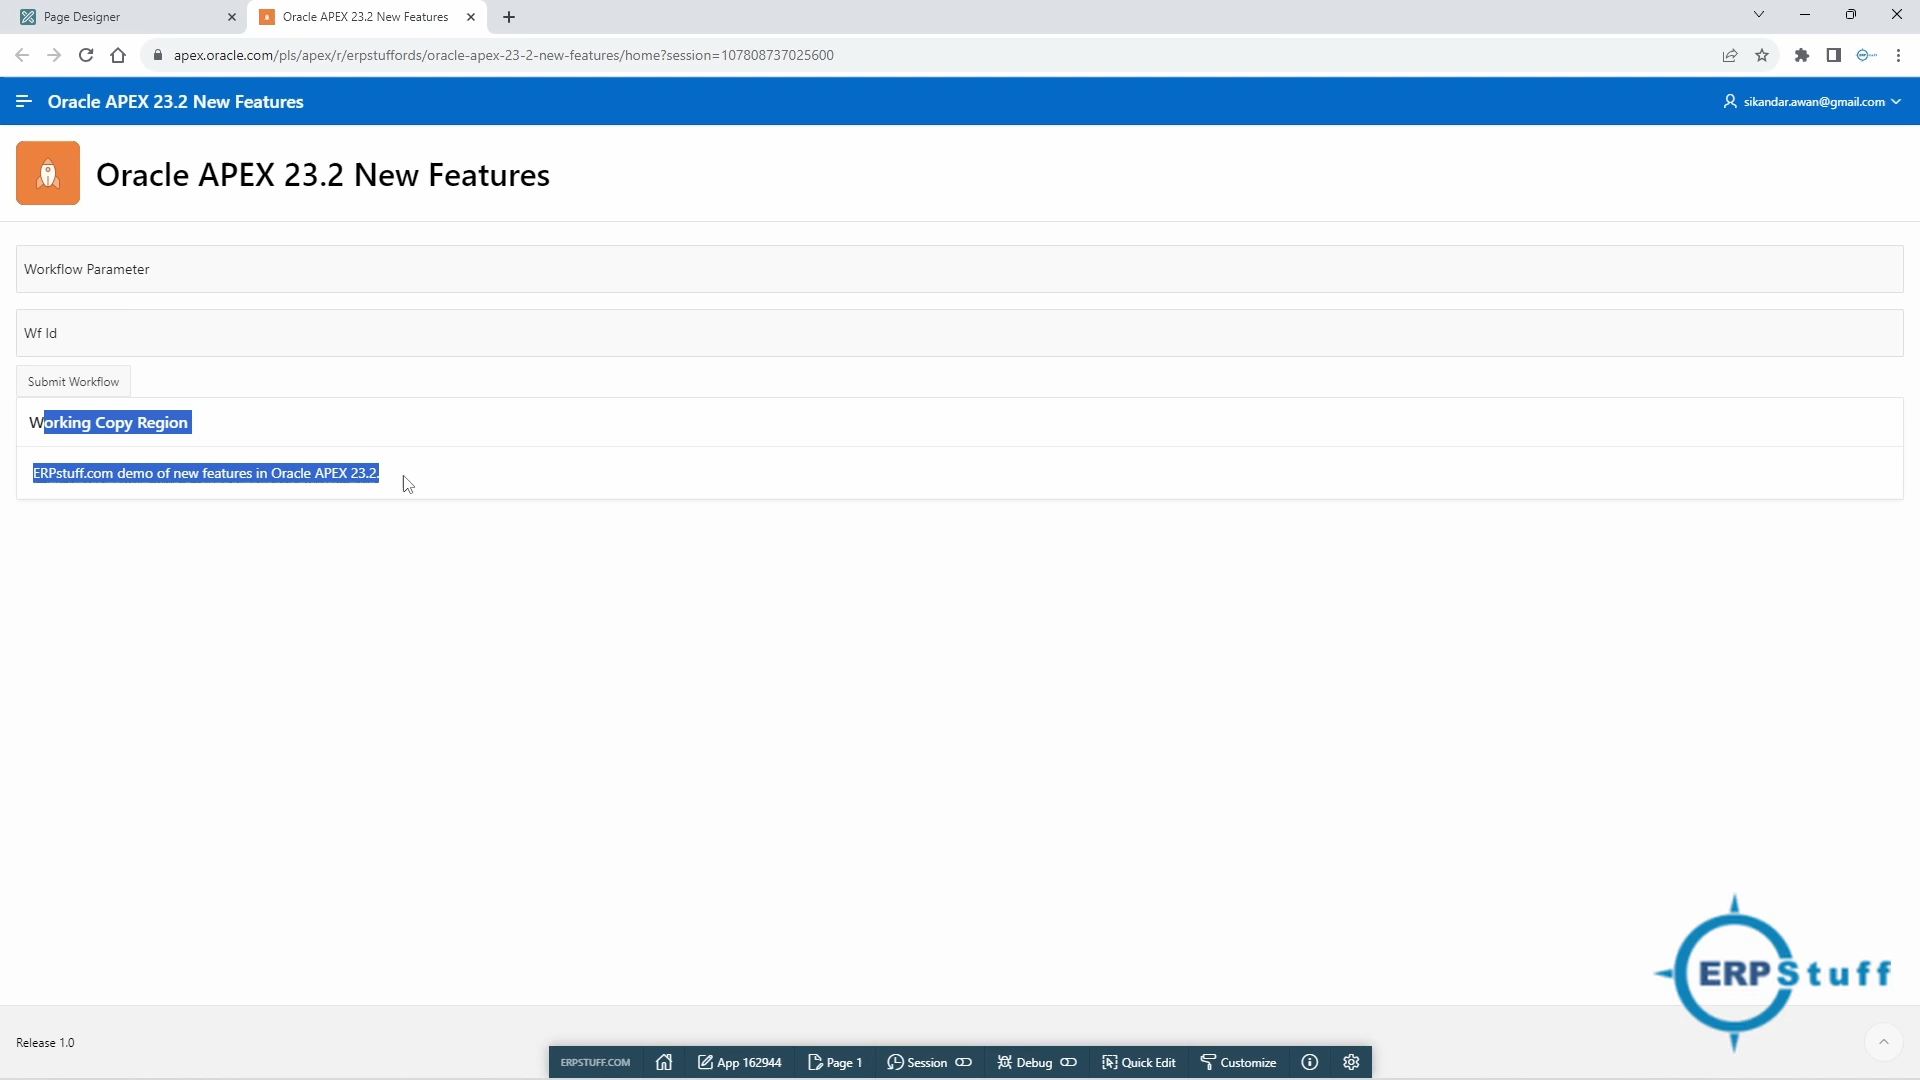 Page Designer
Oracle APEX 23.2 New Features
apex.oracle.com/pls/apex/r/erpstuffords/oracle-apex-23-2-new-features/home?session=107808737025600
Oracle APEX 23.2 New Features
sikandar.awan@gmail.com
Oracle APEX 23.2 New Features
Workflow Parameter
Wf Id
Submit Workflow
Working Copy Region
ERPstuff.com demo of new features in Oracle APEX 23.2.
ERPStuff
Release 1.0
ERPSTUFF.COM
App 162944
Page 1
Session
Debug
Quick Edit
Customize